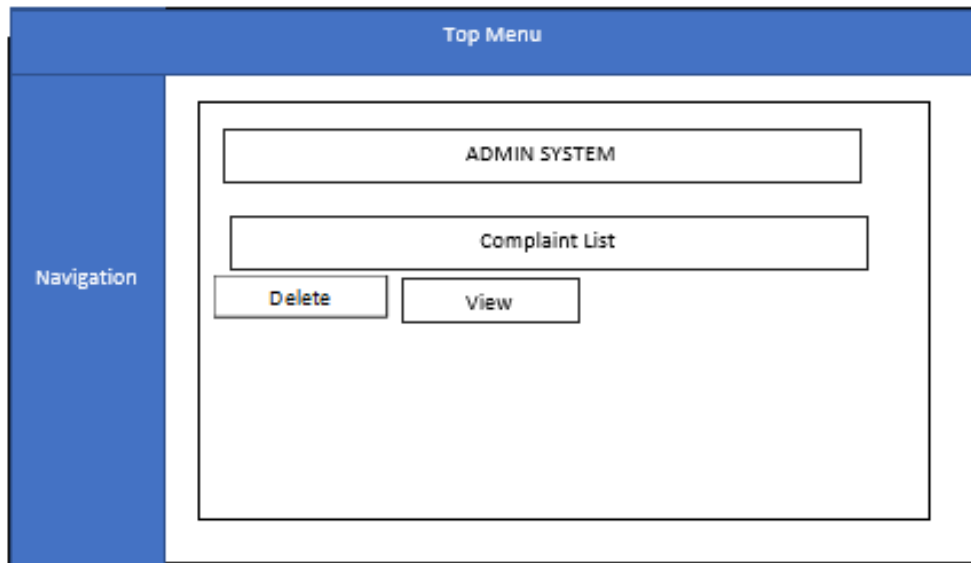 Top Menu
ADMIN SYSTEM
Complaint List
Navigation
Delete
View